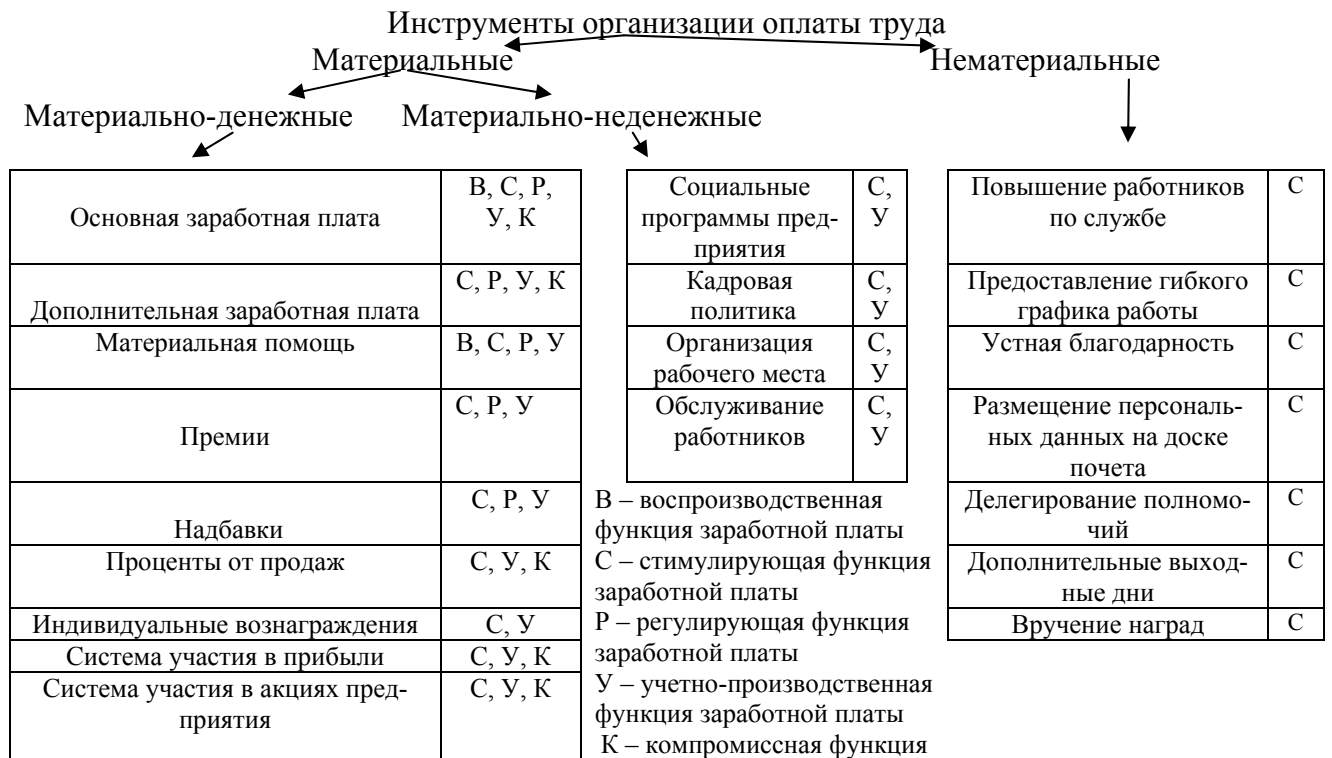 Инструменты организации оплаты труда
Материальные
Нематериальные
Материально-денежные
Материально-неденежные
Основная заработная плата
В, С, Р,
У, К
Дополнительная заработная плата
С, Р, У, К
Материальная помощь
В, С, Р, У
Премии
С, Р, У
Надбавки
С, Р, У
Проценты от продаж
С, У, К
Индивидуальные вознаграждения
С, У
Система участия в прибыли
С, У, К
Система участия в акциях пред-
приятия
С, У, К
Социальные
программы пред-
приятия
С,
У
Кадровая
политика
С,
У
Организация
рабочего места
С,
У
Обслуживание
работников
С,
У
В – воспроизводственная
функция заработной платы
С – стимулирующая функция
заработной платы
Р – регулирующая функция
заработной платы
У – учетно-производственная
функция заработной платы
К – компромиссная функция
Повышение работников
по службе
С
Предоставление гибкого
графика работы
С
Устная благодарность
С
Размещение персональ-
ных данных на доске
почета
С
Делегирование полномо-
чий
С
Дополнительные выход-
ные дни
С
Вручение наград
С